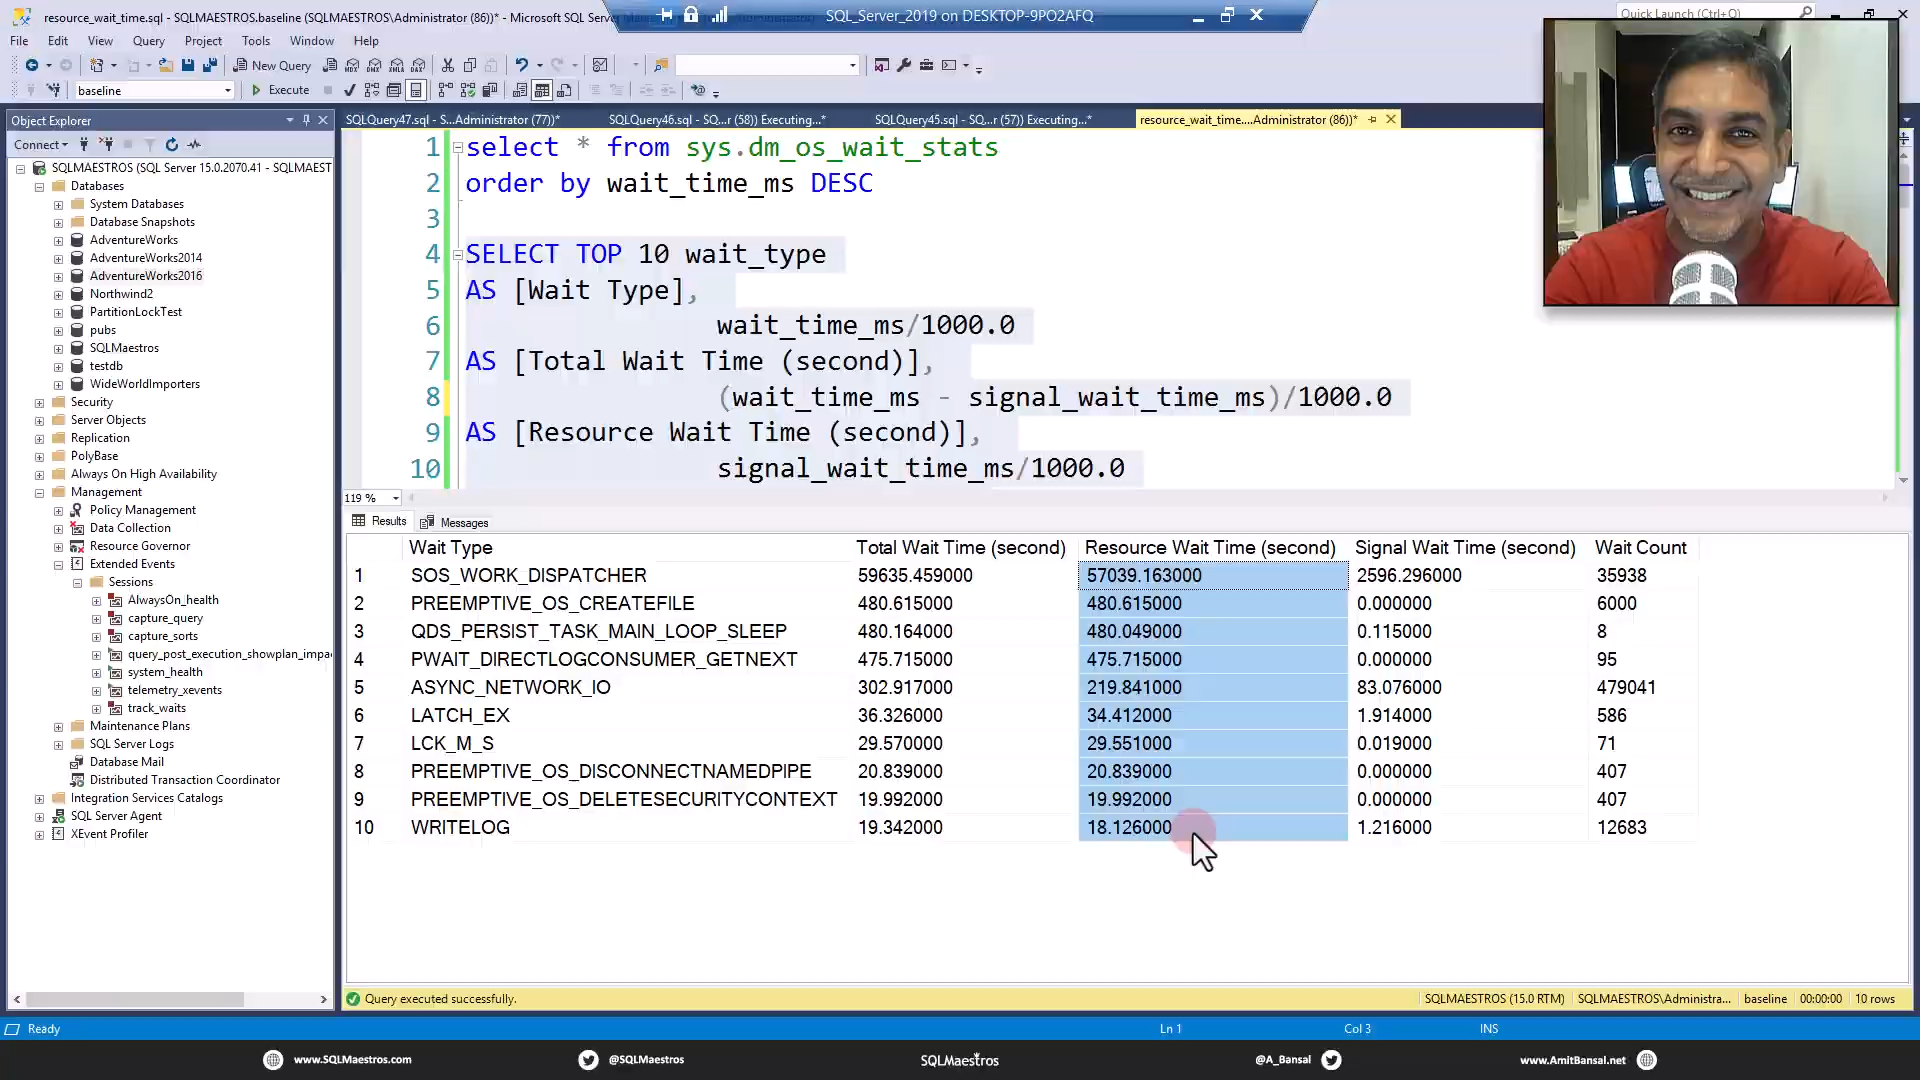 resource_wait_time.sql - SQLMAESTROS.baseline (SQLMAESTROS\Administrator (86))* - Microsoft SQL Ser
SQL_Server_2019 on DESKTOP-9PO2AFQ
Quick Launch (Ctrl+Q)
File Edit View Query Project Tools Window Help
New Query
baseline Execute
Object Explorer
Connect
SQLMAESTROS (SQL Server 15.0.2070.41 - SQLMAEST
Databases
System Databases
Database Snapshots
AdventureWorks
AdventureWorks2014
AdventureWorks2016
Northwind2
PartitionLockTest
pubs
SQLMaestros
testdb
WideWorldImporters
Security
Server Objects
Replication
PolyBase
Always On High Availability
Management
Policy Management
Data Collection
Resource Governor
Extended Events
Sessions
AlwaysOn_health
capture_query
capture_sorts
query_post_execution_showplan_impa
system_health
telemetry_xevents
track_waits
Maintenance Plans
SQL Server Logs
Database Mail
Distributed Transaction Coordinator
Integration Services Catalogs
SQL Server Agent
XEvent Profiler
SQLQuery47.sql - S...Administrator (77))* SQLQuery46.sql - SQ...r (58)) Executing...* SQLQuery45.sql - SQ...r (57)) Executing...* resource_wait_time....Administrator (86))*
1 select * from sys.dm_os_wait_stats
2 order by wait_time_ms DESC
3
4 SELECT TOP 10 wait_type
5 AS [Wait Type],
6 wait_time_ms/1000.0
7 AS [Total Wait Time (second)],
8 (wait_time_ms - signal_wait_time_ms)/1000.0
9 AS [Resource Wait Time (second)],
10 signal_wait_time_ms/1000.0
119 %
Results Messages
Wait Type Total Wait Time (second) Resource Wait Time (second) Signal Wait Time (second) Wait Count
1 SOS_WORK_DISPATCHER 59635.459000 57039.163000 2596.296000 35938
2 PREEMPTIVE_OS_CREATEFILE 480.615000 480.615000 0.000000 6000
3 QDS_PERSIST_TASK_MAIN_LOOP_SLEEP 480.164000 480.049000 0.115000 8
4 PWAIT_DIRECTLOGCONSUMER_GETNEXT 475.715000 475.715000 0.000000 95
5 ASYNC_NETWORK_IO 302.917000 219.841000 83.076000 479041
6 LATCH_EX 36.326000 34.412000 1.914000 586
7 LCK_M_S 29.570000 29.551000 0.019000 71
8 PREEMPTIVE_OS_DISCONNECTNAMEDPIPE 20.839000 20.839000 0.000000 407
9 PREEMPTIVE_OS_DELETESECURITYCONTEXT 19.992000 19.992000 0.000000 407
10 WRITELOG 19.342000 18.126000 1.216000 12683
Query executed successfully. SQLMAESTROS (15.0 RTM) SQLMAESTROS\Administra... baseline 00:00:00 10 rows
Ready Ln 1 Col 3 INS
www.SQLMaestros.com @SQLMaestros SQLMaestros @A_Bansal www.AmitBansal.net